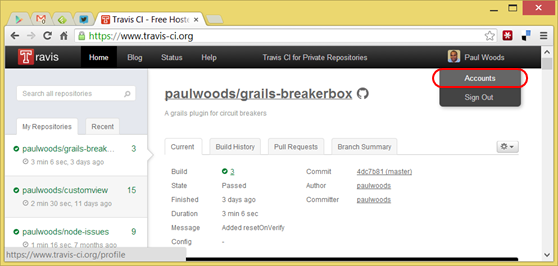 Travis CI - Free Hoste
https://www.travis-ci.org
Travis
Home
Blog
Status
Help
Travis CI for Private Repositories
Paul Woods
Accounts
Sign Out
Search all repositories
My Repositories
Recent
paulwoods/grails-break...
3
3 min 6 sec, 3 days ago
paulwoods/customview
15
2 min 30 sec, 11 days ago
paulwoods/node-issues
9
1 min 16 sec, 7 months ago
paulwoods/grails-breakerbox
A grails plugin for circuit breakers
Current
Build History
Pull Requests
Branch Summary
Build
3
Commit
4dc7b81 (master)
State
Passed
Author
paulwoods
Finished
3 days ago
Committer
paulwoods
Duration
3 min 6 sec
Message
Added resetOnVerify
Config
-
https://www.travis-ci.org/profile